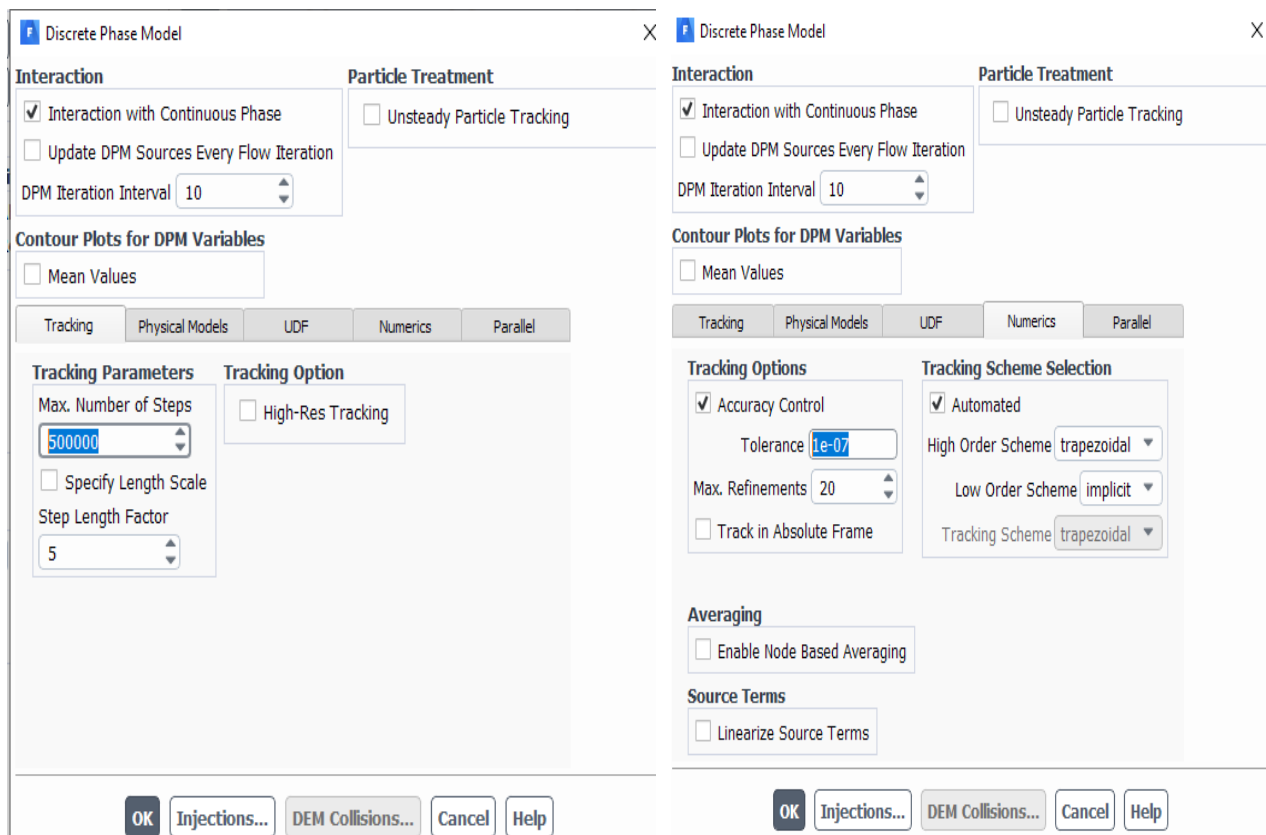 Discrete Phase Model X
Interaction Particle Treatment
Interaction with Continuous Phase Unsteady Particle Tracking
Update DPM Sources Every Flow Iteration
DPM Iteration Interval 10
Contour Plots for DPM Variables
Mean Values
Tracking Physical Models UDF Numerics Parallel
Tracking Parameters Tracking Option
Max. Number of Steps High-Res Tracking
500000
Specify Length Scale
Step Length Factor
5
OK Injections... DEM Collisions... Cancel Help
F Discrete Phase Model X
Interaction Particle Treatment
Interaction with Continuous Phase Unsteady Particle Tracking
Update DPM Sources Every Flow Iteration
DPM Iteration Interval 10
Contour Plots for DPM Variables
Mean Values
Tracking Physical Models UDF Numerics Parallel
Tracking Options Tracking Scheme Selection
Accuracy Control Automated
Tolerance 1e-07 High Order Scheme trapezoidal
Max. Refinements 20 Low Order Scheme implicit
Track in Absolute Frame Tracking Scheme trapezoidal
Averaging
Enable Node Based Averaging
Source Terms
Linearize Source Terms
OK Injections... DEM Collisions... Cancel Help